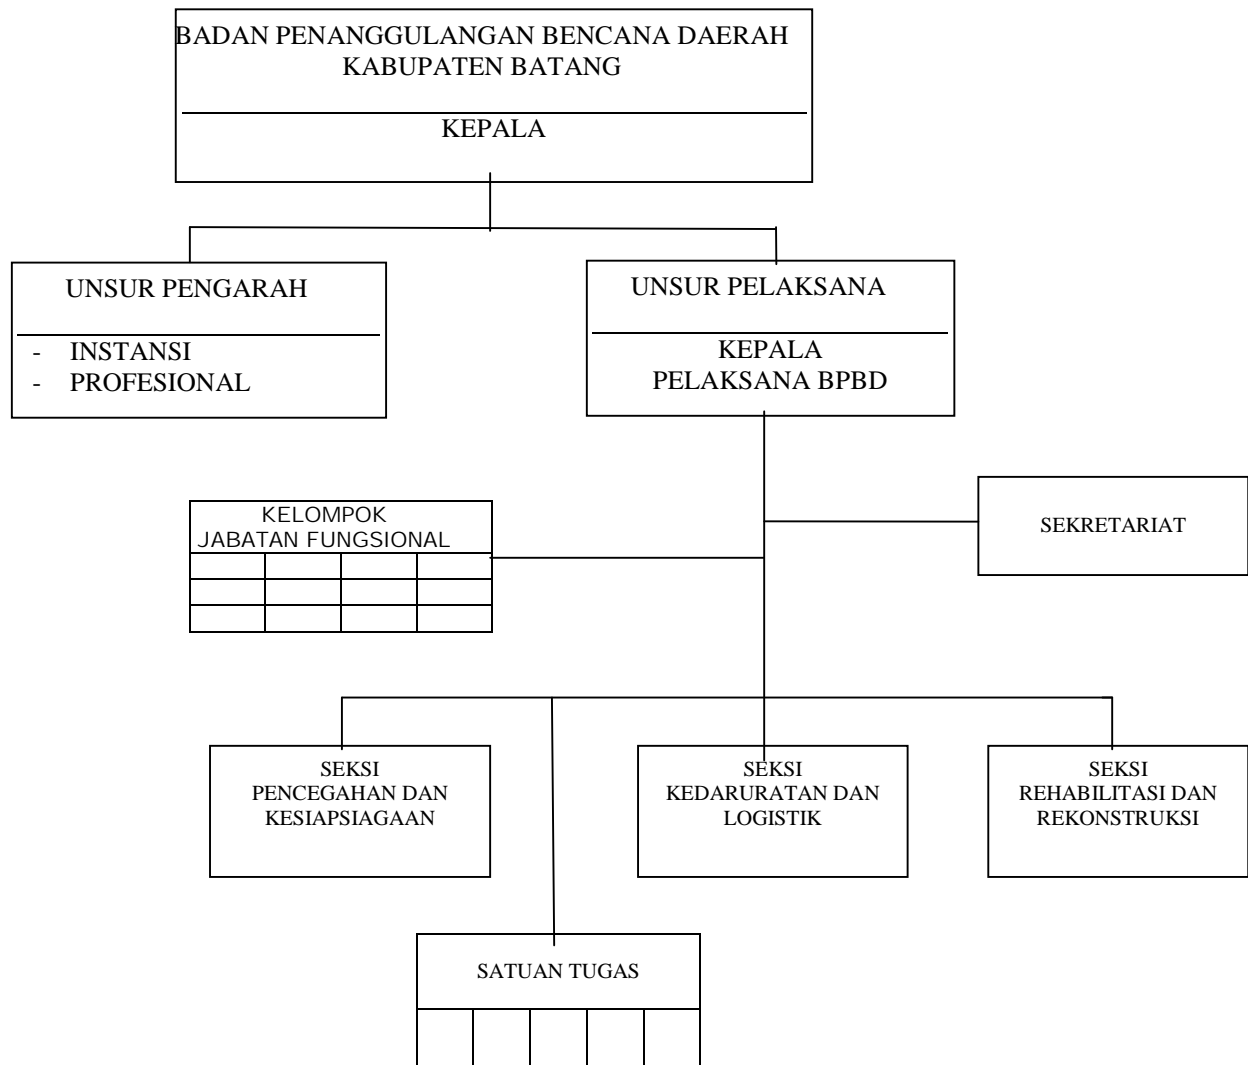 BADAN PENANGGULANGAN BENCANA DAERAH
KABUPATEN BATANG
KEPALA
UNSUR PENGARAH
- INSTANSI
- PROFESIONAL
UNSUR PELAKSANA
KEPALA
PELAKSANA BPBD
KELOMPOK
JABATAN FUNGSIONAL
SEKRETARIAT
SEKSI
PENCEGAHAN DAN
KESIAPSIAGAAN
SEKSI
KEDARURATAN DAN
LOGISTIK
SEKSI
REHABILITASI DAN
REKONSTRUKSI
SATUAN TUGAS